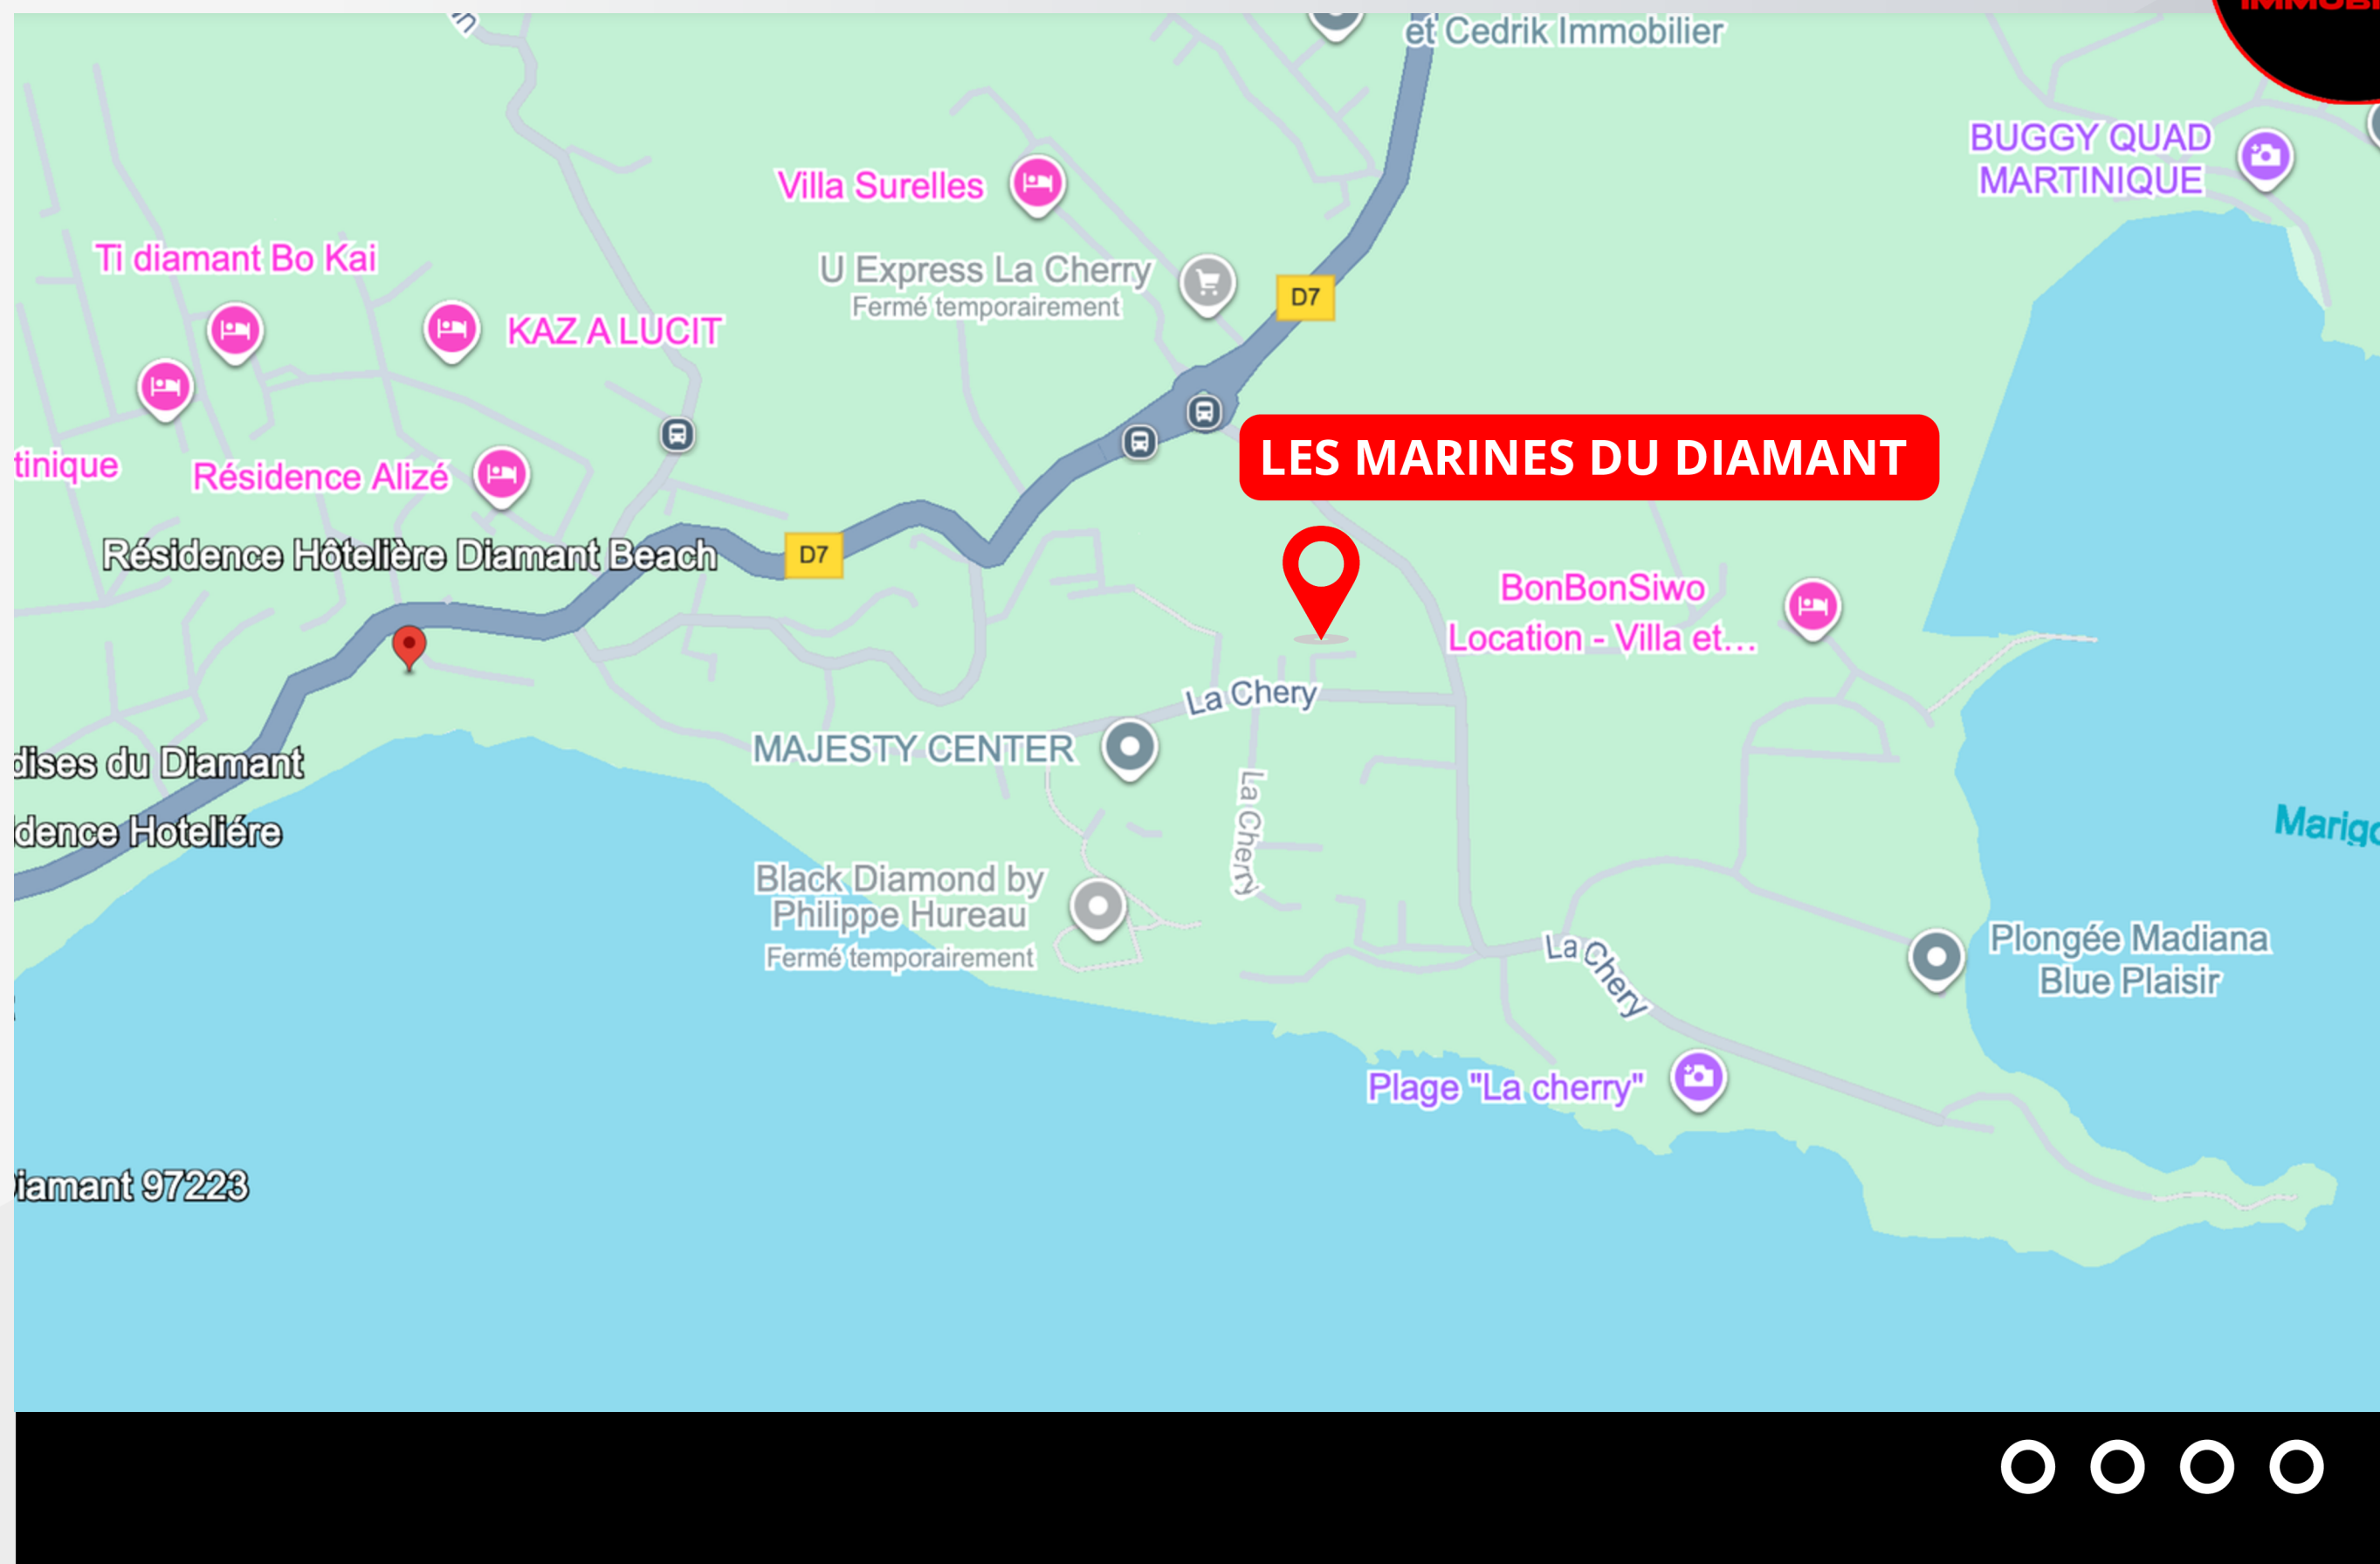 et Cedrik Immobilier
BUGGY QUAD
MARTINIQUE
Villa Surelles
Ti diamant Bo Kai
U Express La Cherry
Fermé temporairement
D7
KAZ A LUCIT
LES MARINES DU DIAMANT
tinique
Résidence Alizé
Résidence Hôtelière Diamant Beach
D7
BonBonSiwo
Location - Villa et...
La Chery
MAJESTY CENTER
dises du Diamant
La Cherry
dence Hoteliére
Black Diamond by
Philippe Hureau
Fermé temporairement
La Chery
Plongée Madiana
Blue Plaisir
Plage "La cherry"
iamant 97223